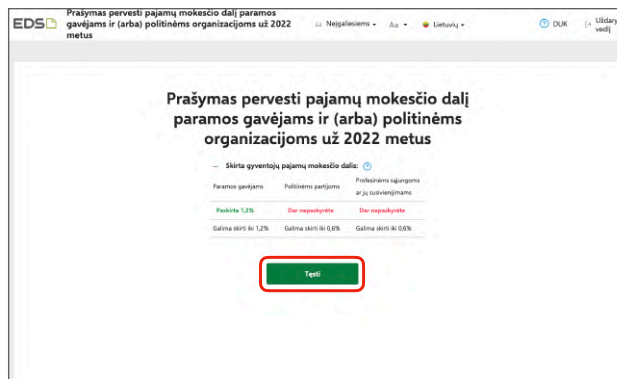 EDS
Prašymas pervesti pajamų mokesčio dalį paramos
gavėjams ir (arba) politinėms organizacijoms už 2022
metus
Neįgaliesiems
Aa
Lietuvių
? DUK
Uždary
vedlį
Prašymas pervesti pajamų mokesčio dalį
paramos gavėjams ir (arba) politinėms
organizacijoms už 2022 metus
– Skirta gyventojų pajamų mokesčio dalis: ?
Paramos gavėjams Politinėms partijoms Profesinėms sąjungoms
ar jų susivienijimams
Paskirta 1,2% Dar nepaskyrėte Dar nepaskyrėte
Galima skirti iki 1,2% Galima skirti iki 0,6% Galima skirti iki 0,6%
Tęsti